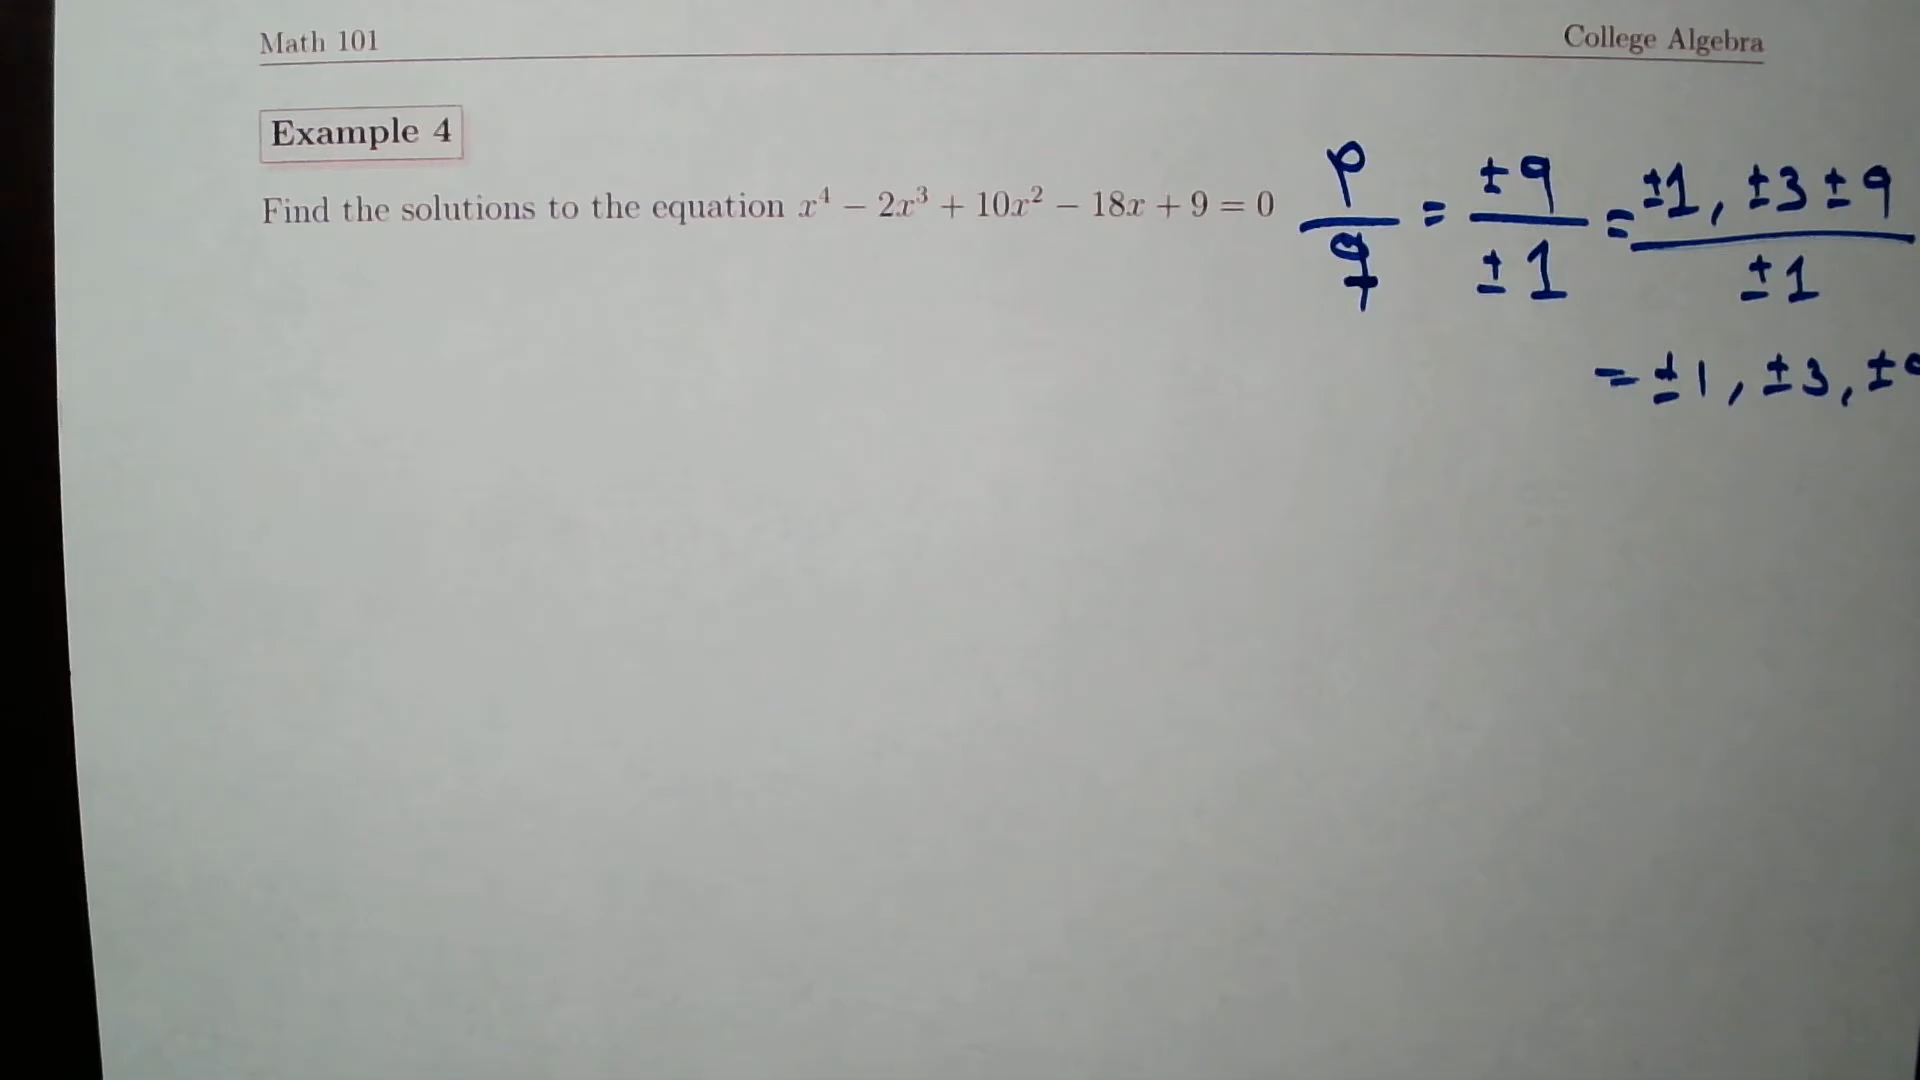 Math 101 College Algebra
Example 4
Find the solutions to the equation x⁴ − 2x³ + 10x² − 18x + 9 = 0
p/q = ±9/±1 = ±1, ±3 ±9/±1
= ±1, ±3, ±